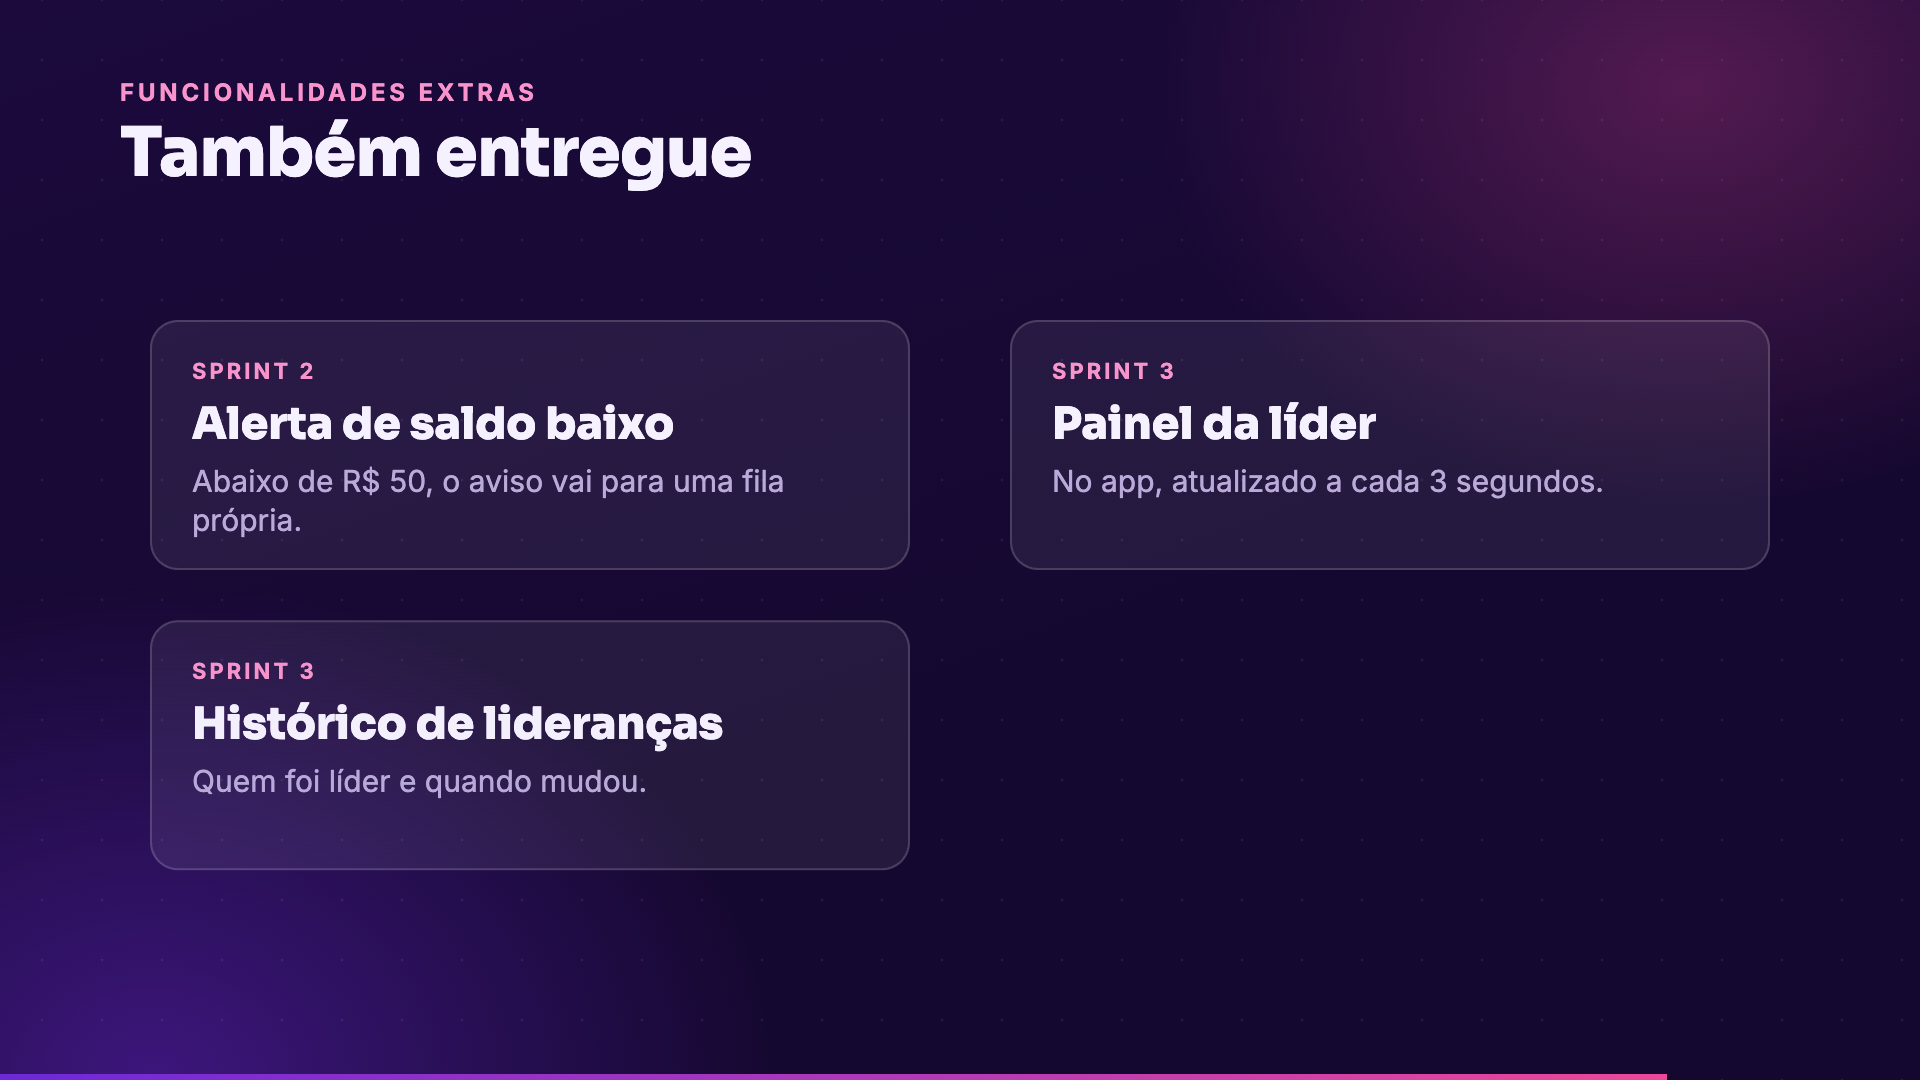 FUNCIONALIDADES EXTRAS
Também entregue
SPRINT 2
Alerta de saldo baixo
Abaixo de R$ 50, o aviso vai para uma fila
própria.
SPRINT 3
Painel da líder
No app, atualizado a cada 3 segundos.
SPRINT 3
Histórico de lideranças
Quem foi líder e quando mudou.